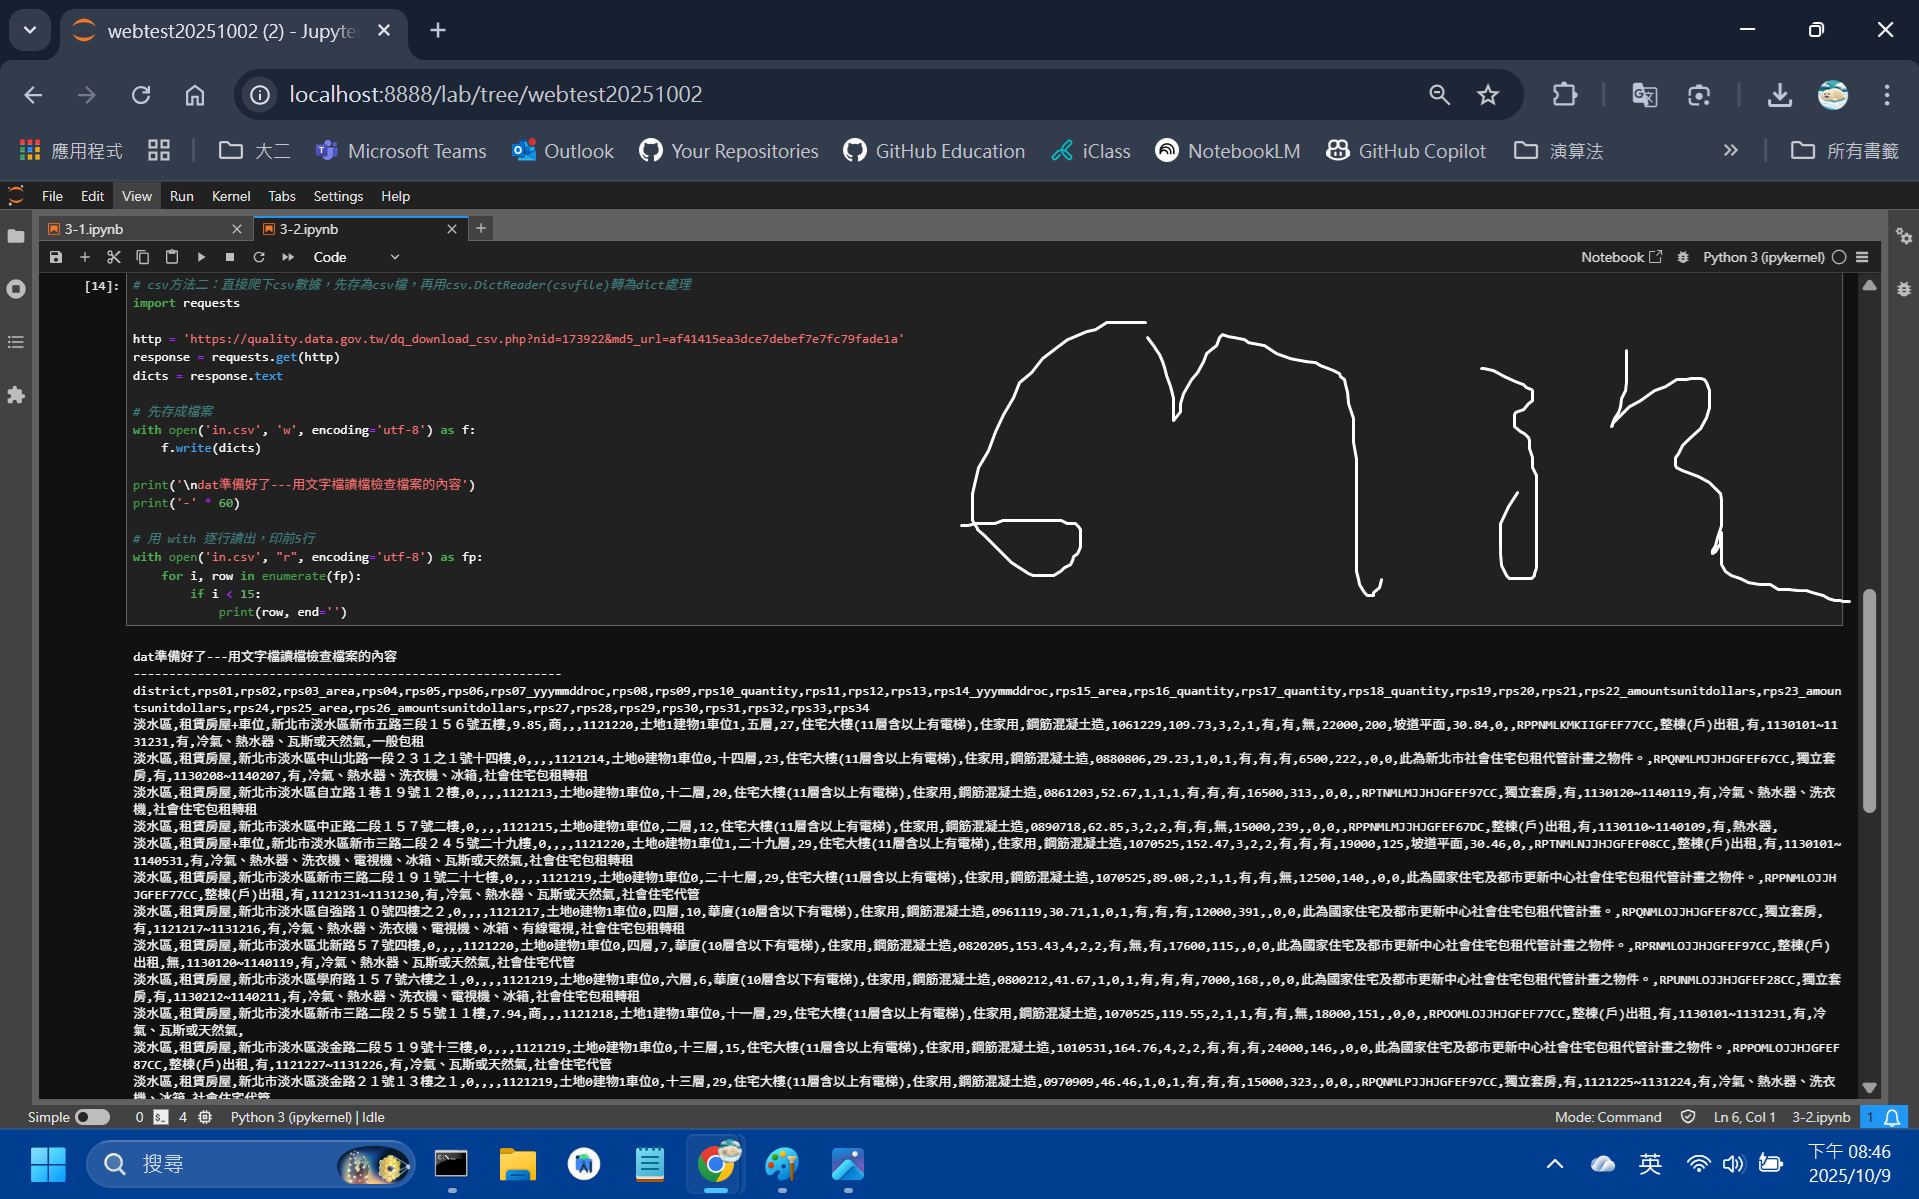 webtest20251002 (2) - Jupyte
localhost:8888/lab/tree/webtest20251002
應用程式 大二 Microsoft Teams Outlook Your Repositories GitHub Education iClass NotebookLM GitHub Copilot 演算法 » 所有書籤
File Edit View Run Kernel Tabs Settings Help
3-1.ipynb 3-2.ipynb
Code Notebook Python 3 (ipykernel)
[14]: # csv方法二：直接爬下csv數據，先存為csv檔，再用csv.DictReader(csvfile)轉為dict處理
import requests
http = 'https://quality.data.gov.tw/dq_download_csv.php?nid=173922&md5_url=af41415ea3dce7debef7e7fc79fade1a'
response = requests.get(http)
dicts = response.text
# 先存成檔案
with open('in.csv', 'w', encoding='utf-8') as f:
    f.write(dicts)
print('\ndat準備好了---用文字檔讀檔檢查檔案的內容')
print('-' * 60)
# 用 with 逐行讀出，印前5行
with open('in.csv', "r", encoding='utf-8') as fp:
    for i, row in enumerate(fp):
        if i < 15:
            print(row, end='')
dat準備好了---用文字檔讀檔檢查檔案的內容
------------------------------------------------------------
district,rps01,rps02,rps03_area,rps04,rps05,rps06,rps07_yyymmddroc,rps08,rps09,rps10_quantity,rps11,rps12,rps13,rps14_yyymmddroc,rps15_area,rps16_quantity,rps17_quantity,rps18_quantity,rps19,rps20,rps21,rps22_amountsunitdollars,rps23_amoun
tsunitdollars,rps24,rps25_area,rps26_amountsunitdollars,rps27,rps28,rps29,rps30,rps31,rps32,rps33,rps34
淡水區,租賃房屋+車位,新北市淡水區新市五路三段１５６號五樓,9.85,商,,,1121220,土地1建物1車位1,五層,27,住宅大樓(11層含以上有電梯),住家用,鋼筋混凝土造,1061229,109.73,3,2,1,有,有,無,22000,200,坡道平面,30.84,0,,RPPNMLKMKIIGFEF77CC,整棟(戶)出租,有,1130101~1
131231,有,冷氣、熱水器、瓦斯或天然氣,一般包租
淡水區,租賃房屋,新北市淡水區中山北路一段２３１之１號十四樓,0,,,,1121214,土地0建物1車位0,十四層,23,住宅大樓(11層含以上有電梯),住家用,鋼筋混凝土造,0880806,29.23,1,0,1,有,有,有,6500,222,,0,0,此為新北市社會住宅包租代管計畫之物件。,RPQNMLMJJHJGFEF67CC,獨立套
房,有,1130208~1140207,有,冷氣、熱水器、洗衣機、冰箱,社會住宅包租轉租
淡水區,租賃房屋,新北市淡水區自立路１巷１９號１２樓,0,,,,1121213,土地0建物1車位0,十二層,20,住宅大樓(11層含以上有電梯),住家用,鋼筋混凝土造,0861203,52.67,1,1,1,有,有,有,16500,313,,0,0,,RPTNMLMJJHJGFEF97CC,獨立套房,有,1130120~1140119,有,冷氣、熱水器、洗衣
機,社會住宅包租轉租
淡水區,租賃房屋,新北市淡水區中正路二段１５７號二樓,0,,,,1121215,土地0建物1車位0,二層,12,住宅大樓(11層含以上有電梯),住家用,鋼筋混凝土造,0890718,62.85,3,2,2,有,有,無,15000,239,,0,0,,RPPNMLMJJHJGFEF67DC,整棟(戶)出租,有,1130110~1140109,有,熱水器,
淡水區,租賃房屋+車位,新北市淡水區新市三路二段２４５號二十九樓,0,,,,1121220,土地0建物1車位1,二十九層,29,住宅大樓(11層含以上有電梯),住家用,鋼筋混凝土造,1070525,152.47,3,2,2,有,有,有,19000,125,坡道平面,30.46,0,,RPTNMLNJJHJGFEF08CC,整棟(戶)出租,有,1130101~
1140531,有,冷氣、熱水器、洗衣機、電視機、冰箱、瓦斯或天然氣,社會住宅包租轉租
淡水區,租賃房屋,新北市淡水區新市三路二段１９１號二十七樓,0,,,,1121219,土地0建物1車位0,二十七層,29,住宅大樓(11層含以上有電梯),住家用,鋼筋混凝土造,1070525,89.08,2,1,1,有,有,無,12500,140,,0,0,此為國家住宅及都市更新中心社會住宅包租代管計畫之物件。,RPPNMLOJJHJ
HGFEF77CC,整棟(戶)出租,有,1121231~1131230,有,冷氣、熱水器、瓦斯或天然氣,社會住宅代管
淡水區,租賃房屋,新北市淡水區自強路１０號四樓之２,0,,,,1121217,土地0建物1車位0,四層,10,華廈(10層含以下有電梯),住家用,鋼筋混凝土造,0961119,30.71,1,0,1,有,有,有,12000,391,,0,0,此為國家住宅及都市更新中心社會住宅包租代管計畫。,RPQNMLOJJHJGFEF87CC,獨立套房,
有,1121217~1131216,有,冷氣、熱水器、洗衣機、電視機、冰箱、有線電視,社會住宅包租轉租
淡水區,租賃房屋,新北市淡水區北新路５７號四樓,0,,,,1121220,土地0建物1車位0,四層,7,華廈(10層含以下有電梯),住家用,鋼筋混凝土造,0820205,153.43,4,2,2,有,無,有,17600,115,,0,0,此為國家住宅及都市更新中心社會住宅包租代管計畫之物件。,RPRNMLOJJHJGFEF97CC,整棟(戶)
出租,無,1130120~1140119,有,冷氣、熱水器、瓦斯或天然氣,社會住宅代管
淡水區,租賃房屋,新北市淡水區學府路１５７號六樓之１,0,,,,1121219,土地0建物1車位0,六層,6,華廈(10層含以下有電梯),住家用,鋼筋混凝土造,0800212,41.67,1,0,1,有,有,有,7000,168,,0,0,此為國家住宅及都市更新中心社會住宅包租代管計畫之物件。,RPUNMLOJJHJGFEF28CC,獨立套
房,有,1130212~1140211,有,冷氣、熱水器、洗衣機、電視機、冰箱,社會住宅包租轉租
淡水區,租賃房屋,新北市淡水區新市三路二段２５５號１１樓,7.94,商,,,1121218,土地1建物1車位0,十一層,29,住宅大樓(11層含以上有電梯),住家用,鋼筋混凝土造,1070525,119.55,2,1,1,有,有,無,18000,151,,0,0,,RPOOMLOJJHJGFEF77CC,整棟(戶)出租,有,1130101~1131231,有,冷
氣、瓦斯或天然氣,
淡水區,租賃房屋,新北市淡水區淡金路二段５１９號十三樓,0,,,,1121219,土地0建物1車位0,十三層,15,住宅大樓(11層含以上有電梯),住家用,鋼筋混凝土造,1010531,164.76,4,2,2,有,有,有,24000,146,,0,0,此為國家住宅及都市更新中心社會住宅包租代管計畫之物件。,RPPOMLOJJHJGFEF
87CC,整棟(戶)出租,有,1121227~1131226,有,冷氣、瓦斯或天然氣,社會住宅代管
淡水區,租賃房屋,新北市淡水區淡金路２１號１３樓之１,0,,,,1121219,土地0建物1車位0,十三層,29,住宅大樓(11層含以上有電梯),住家用,鋼筋混凝土造,0970909,46.46,1,0,1,有,有,有,15000,323,,0,0,,RPQNMLPJJHJGFEF97CC,獨立套房,有,1121225~1131224,有,冷氣、熱水器、洗衣
機、冰箱,社會住宅代管
Simple 0 4 Python 3 (ipykernel) | Idle Mode: Command Ln 6, Col 1 3-2.ipynb 1
搜尋 英 下午 08:46
2025/10/9